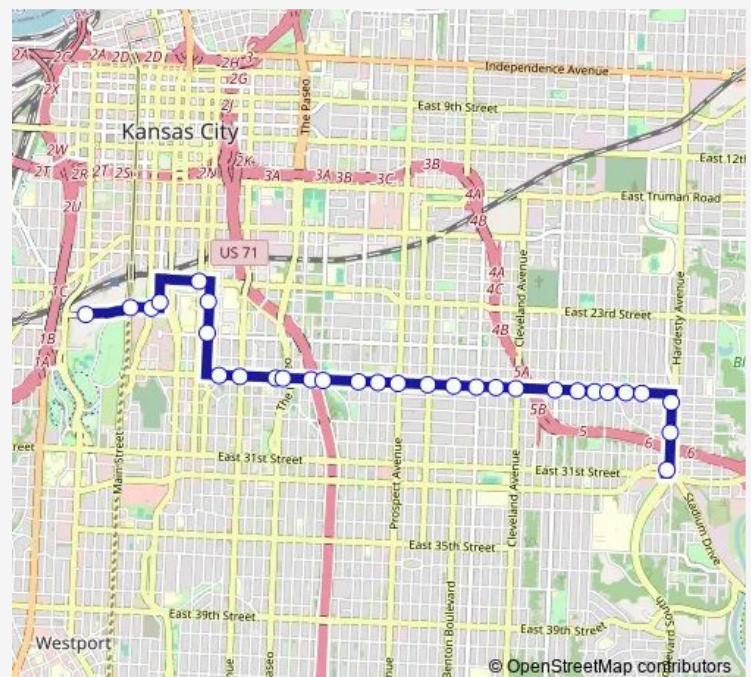 2A
2C
2A
2D
2D
2H
3
2G
Independence Avenue
2X
2J
The Paseo
East 9th Street
Kansas City
2W
2K
East 12th
2T
2R
2T
2S
2N
3A
3A
3B
3C
3B
4A
East Truman Road
2U
4B
US 71
4A
Cleveland Avenue
Hardesty Avenue
1C
4C
East 23rd Street
1B
4B
1A
5A
The
5B
5
6
6
East 31st Street
East 31st Street
Main Street
Prospect Avenue
Cleveland Avenue
Stadium Drive
East 35th Street
East 39th Street
East 39th Street
Benton Boulevard
Westport
© OpenStreetMap contributors